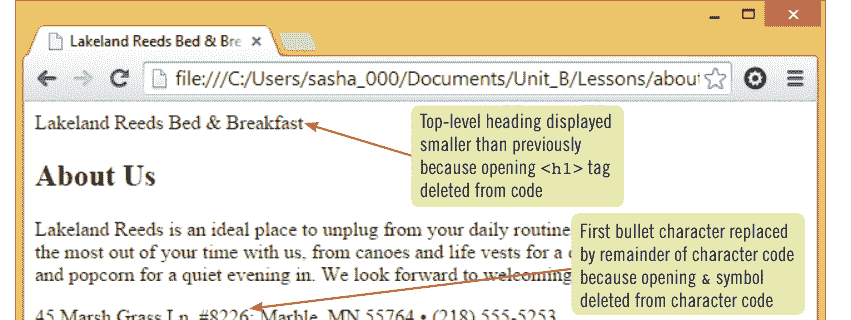 Lakeland Reeds Bed & Bre
file:///C:/Users/sasha_000/Documents/Unit_B/Lessons/abou
Lakeland Reeds Bed & Breakfast
Top-level heading displayed
smaller than previously
because opening <h1> tag
deleted from code
About Us
Lakeland Reeds is an ideal place to unplug from your daily routine
the most out of your time with us, from canoes and life vests for a
and popcorn for a quiet evening in. We look forward to welcoming
First bullet character replaced
by remainder of character code
because opening & symbol
deleted from character code
45 Marsh Grass Ln. #8226; Marble, MN 55764 • (218) 555-5253